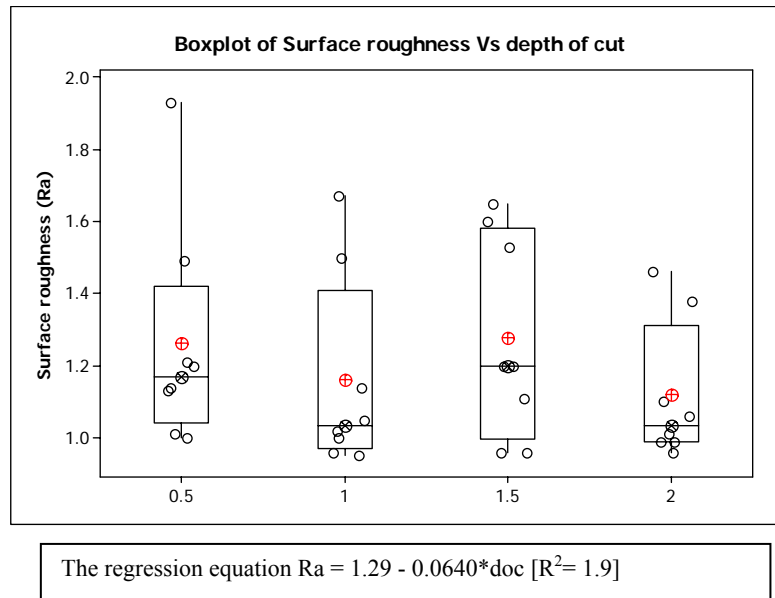 Boxplot of Surface roughness Vs depth of cut
Surface roughness (Ra)
2.0
1.8
1.6
1.4
1.2
1.0
0.5 1 1.5 2
The regression equation Ra = 1.29 - 0.0640*doc [R²= 1.9]